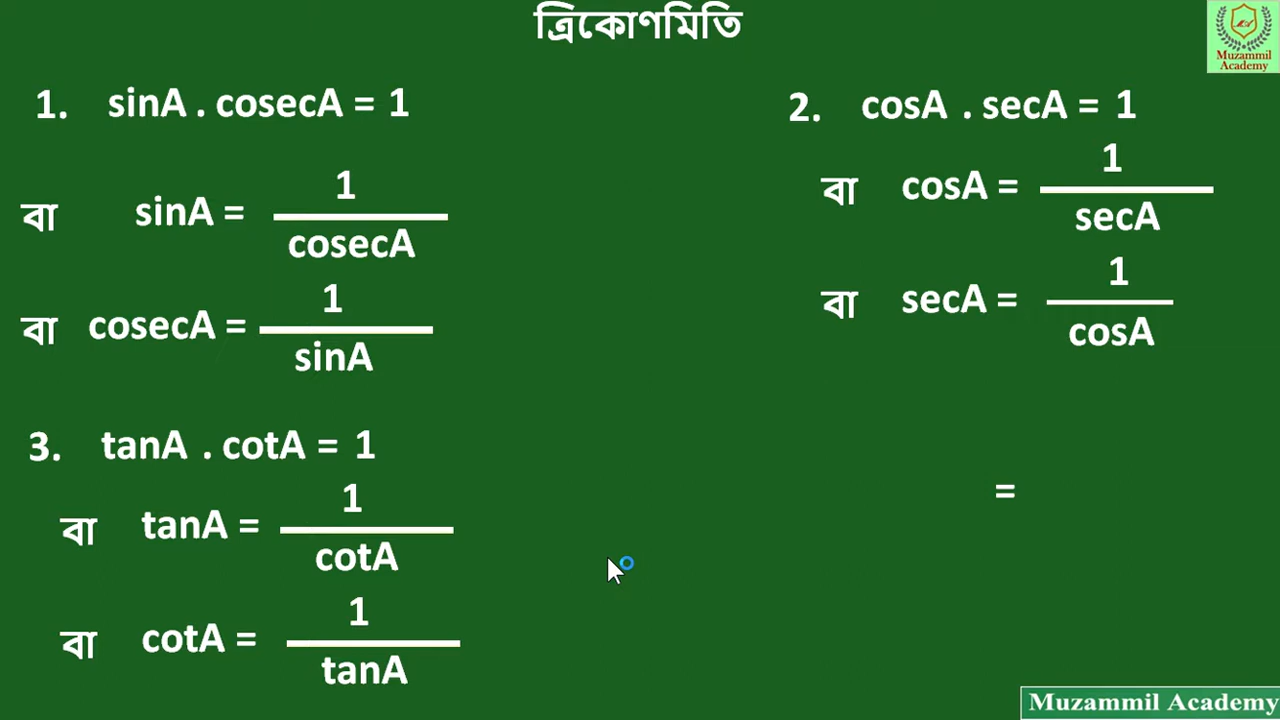 ত্রিকোণমিতি
Muzammil
Academy
1. sinA . cosecA = 1
বা sinA = 1
cosecA
বা cosecA = 1
sinA
2. cosA . secA = 1
বা cosA = 1
secA
বা secA = 1
cosA
3. tanA . cotA = 1
বা tanA = 1
cotA
বা cotA = 1
tanA
=
Muzammil Academy